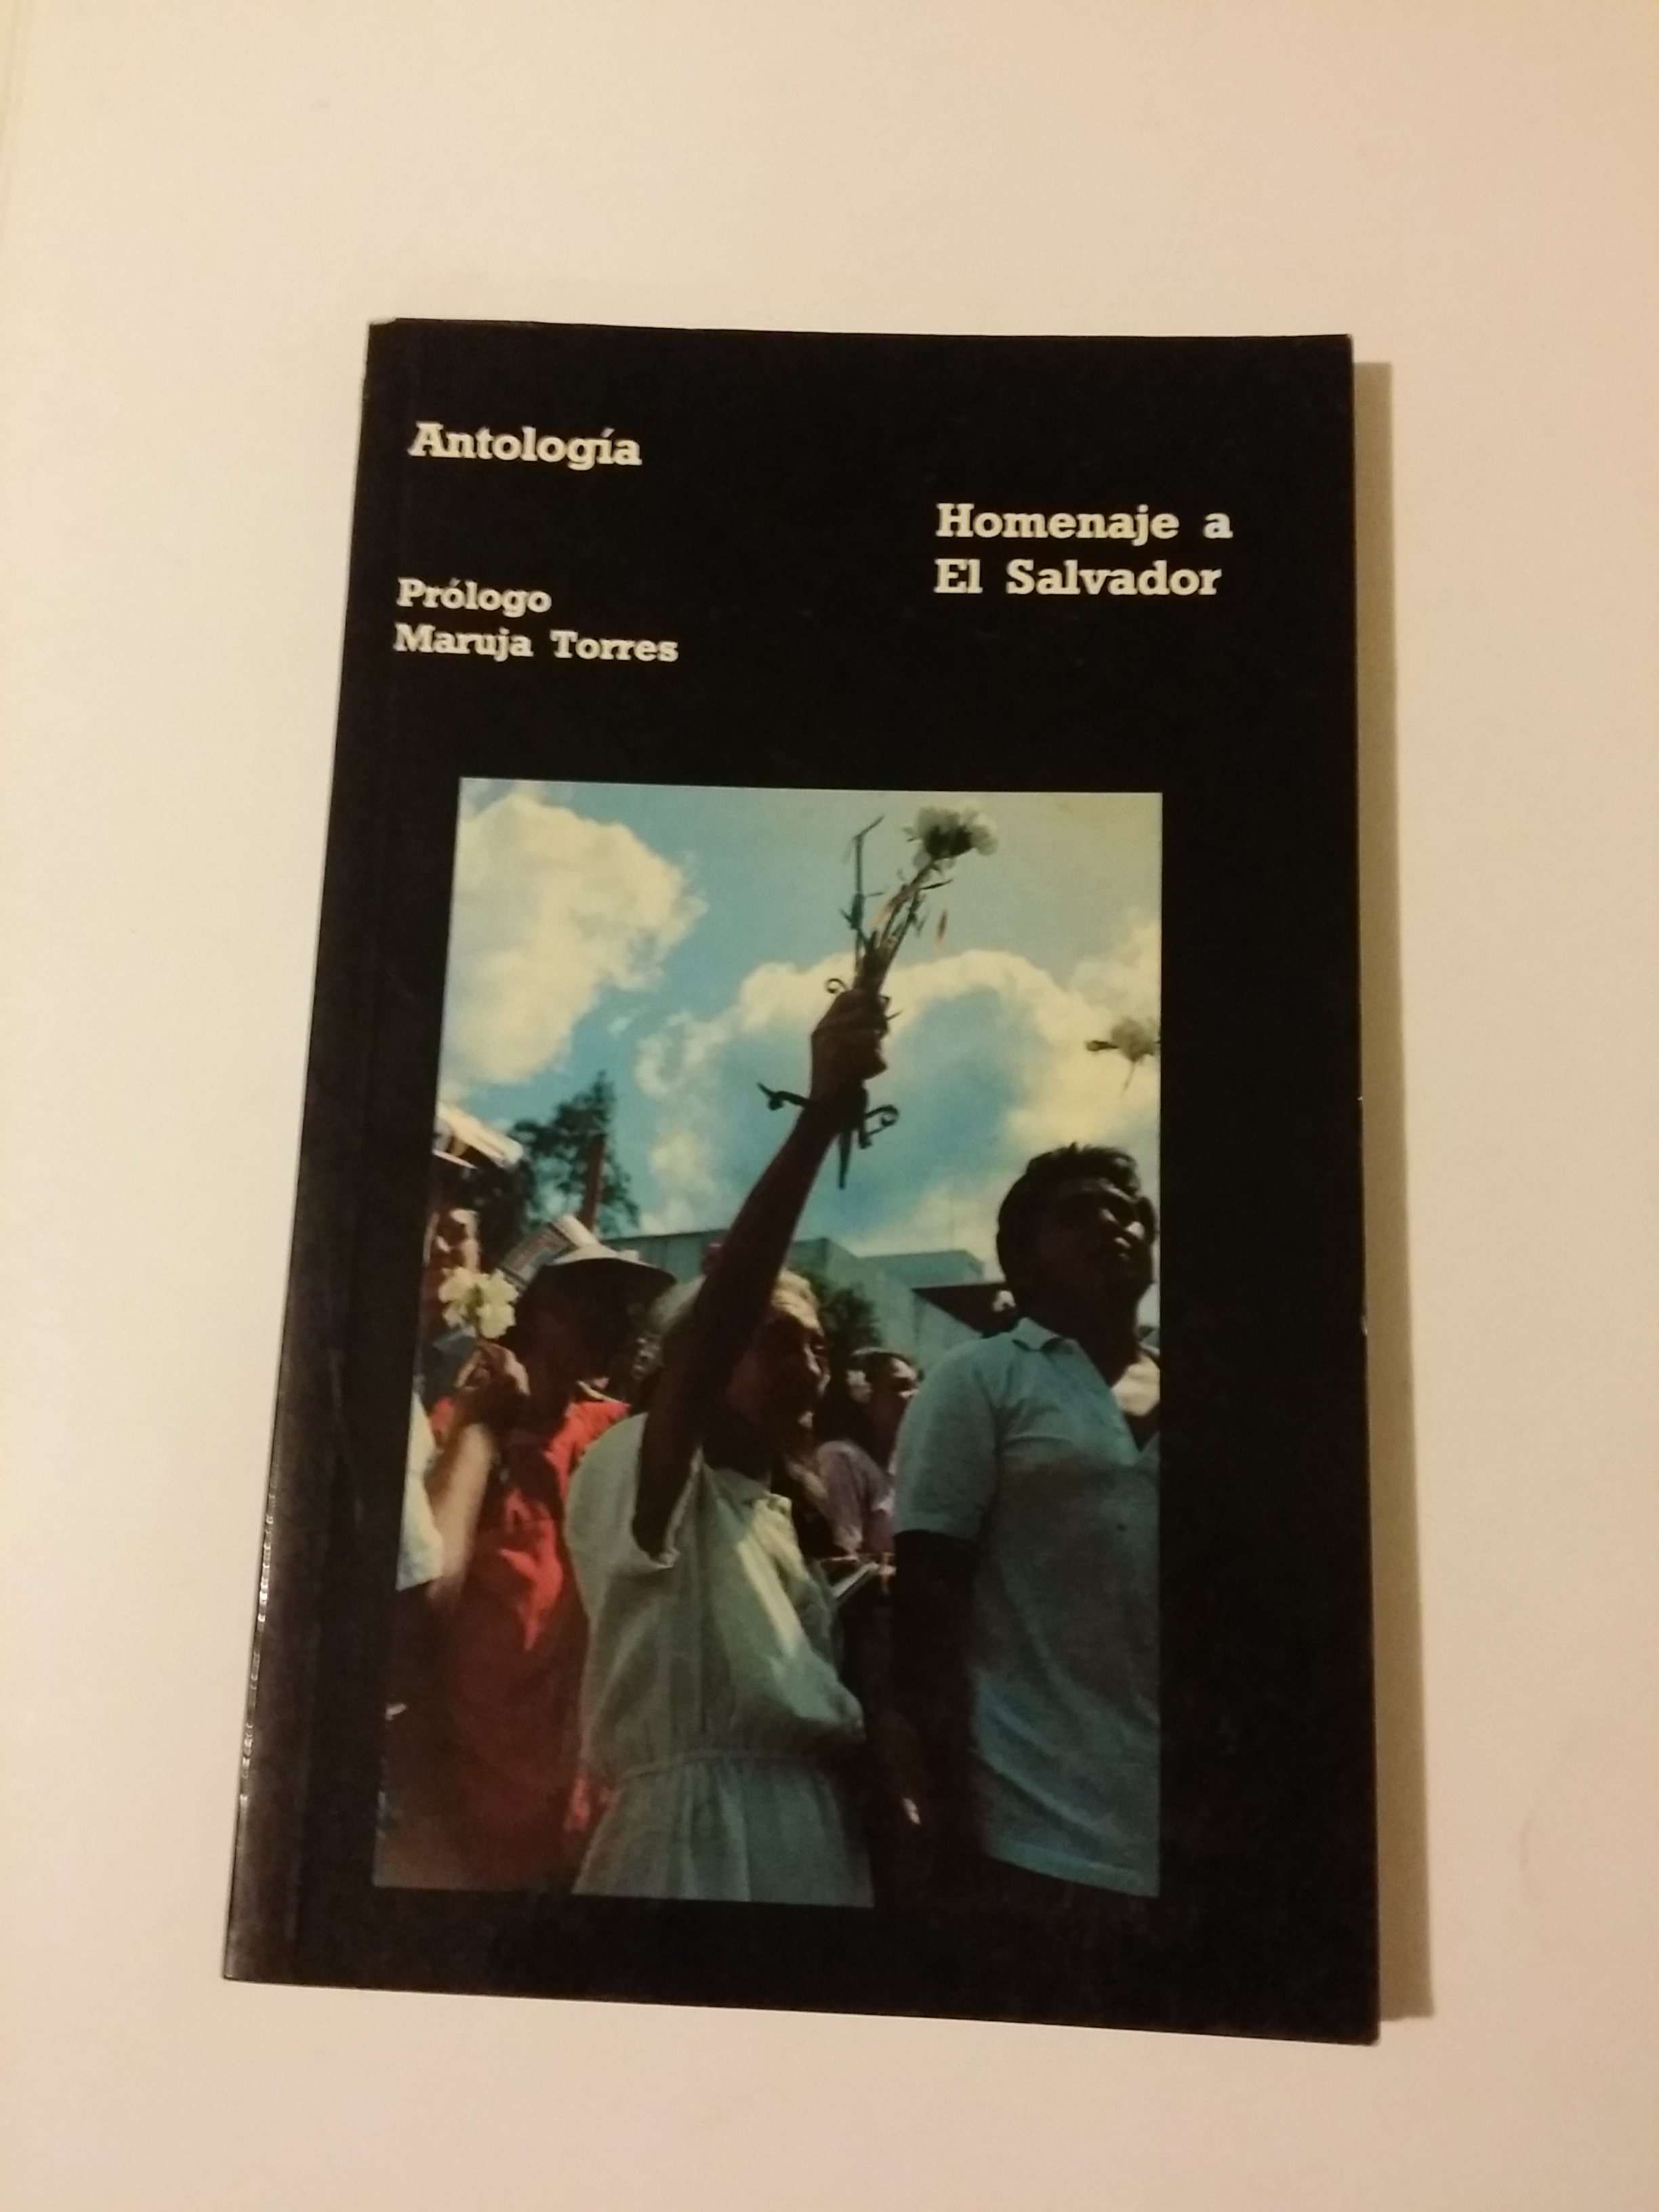 Antología
Homenaje a
El Salvador
Prólogo
Maruja Torres